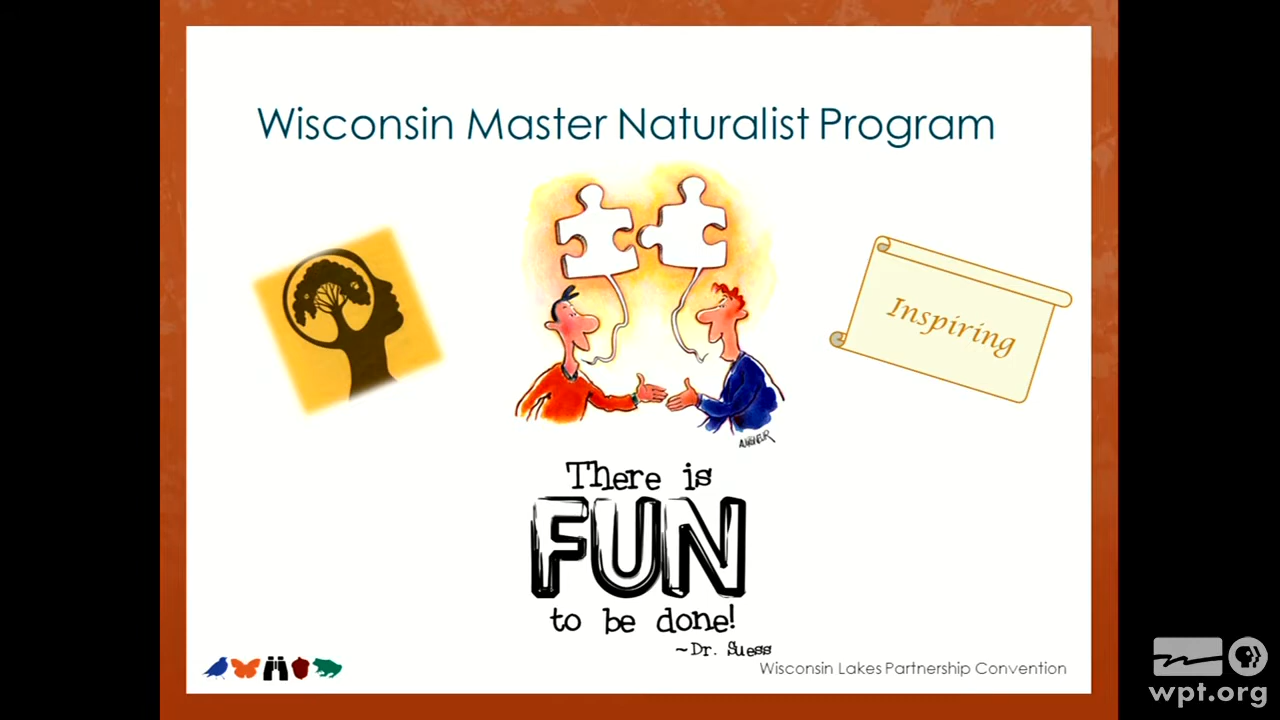 Wisconsin Master Naturalist Program
Inspiring
There is
FUN
to be done!
~Dr. Suess
Wisconsin Lakes Partnership Convention
wpt.org